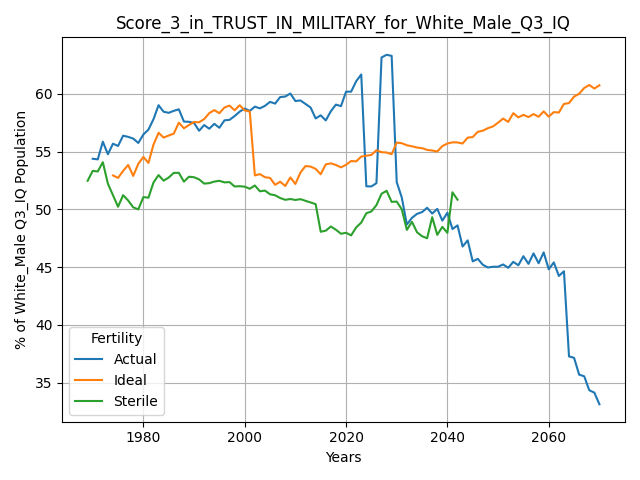 Score_3_in_TRUST_IN_MILITARY_for_White_Male_Q3_IQ
% of White_Male Q3_IQ Population
60
55
50
45
40
35
Fertility
Actual
Ideal
Sterile
1980
2000
2020
2040
2060
Years